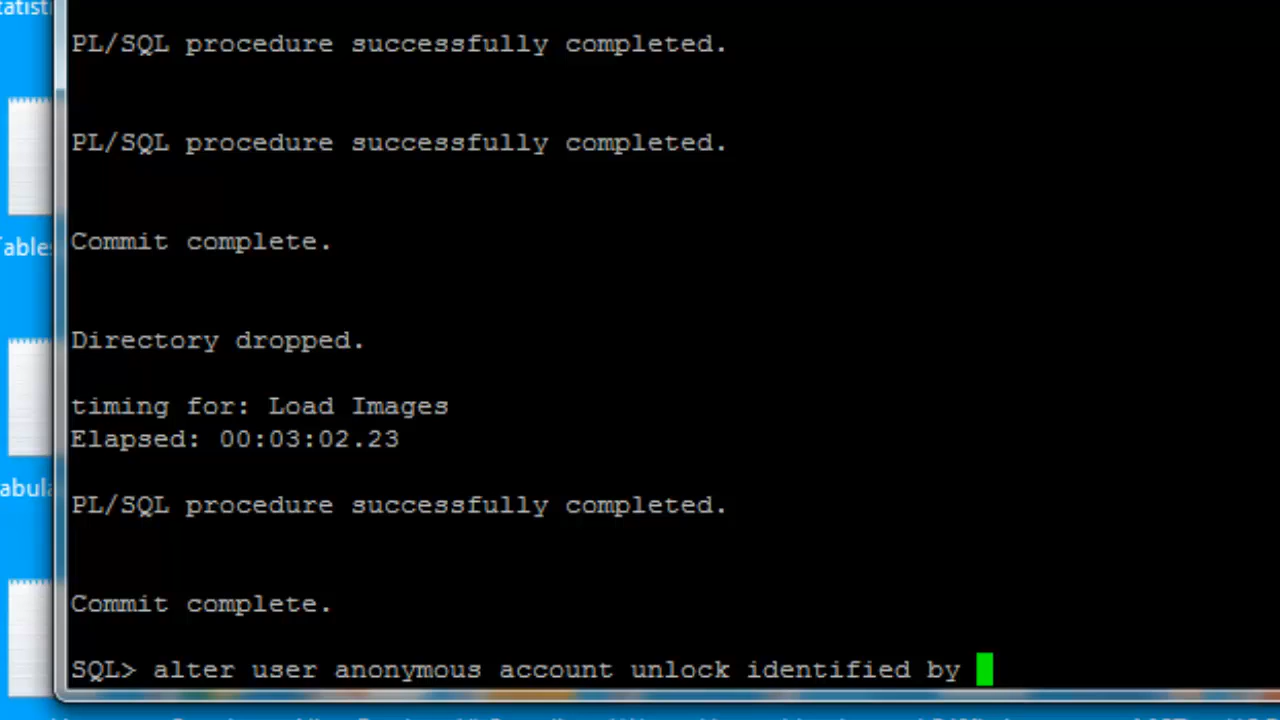 PL/SQL procedure successfully completed.
PL/SQL procedure successfully completed.
Commit complete.
Directory dropped.
timing for: Load Images
Elapsed: 00:03:02.23
PL/SQL procedure successfully completed.
Commit complete.
SQL> alter user anonymous account unlock identified by